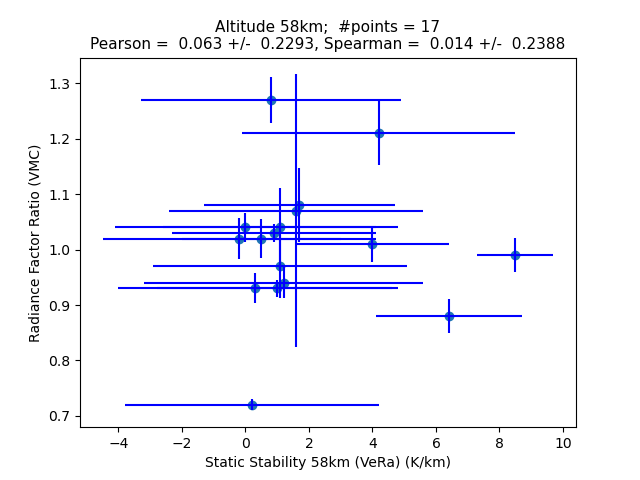 Altitude 58km;  #points = 17
Pearson =  0.063 +/-  0.2293, Spearman =  0.014 +/-  0.2388
1.3
1.2
1.1
1.0
0.9
0.8
0.7
Radiance Factor Ratio (VMC)
−4 −2 0 2 4 6 8 10
Static Stability 58km (VeRa) (K/km)